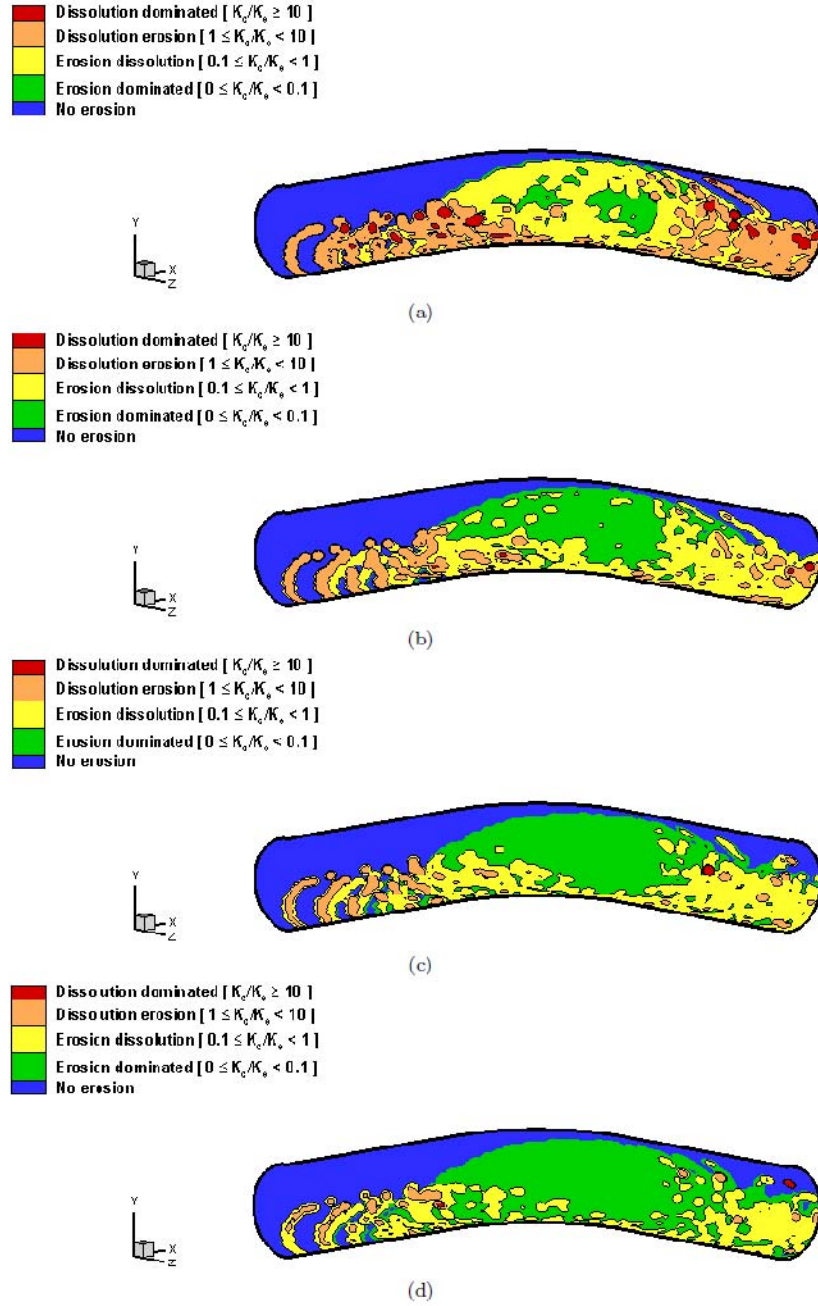 Dissolution dominated [ Kc/Ke ≥ 10 ]
Dissolution erosion [ 1 ≤ Kc/Ke < 10 ]
Erosion dissolution [ 0.1 ≤ Kc/Ke < 1 ]
Erosion dominated [ 0 ≤ Kc/Ke < 0.1 ]
No erosion
Y
X
Z
(a)
Dissolution dominated [ Kc/Ke ≥ 10 ]
Dissolution erosion [ 1 ≤ Kc/Ke < 10 ]
Erosion dissolution [ 0.1 ≤ Kc/Ke < 1 ]
Erosion dominated [ 0 ≤ Kc/Ke < 0.1 ]
No erosion
Y
X
Z
(b)
Dissolution dominated [ Kc/Ke ≥ 10 ]
Dissolution erosion [ 1 ≤ Kc/Ke < 10 ]
Erosion dissolution [ 0.1 ≤ Kc/Ke < 1 ]
Erosion dominated [ 0 ≤ Kc/Ke < 0.1 ]
No erosion
Y
X
Z
(c)
Dissolution dominated [ Kc/Ke ≥ 10 ]
Dissolution erosion [ 1 ≤ Kc/Ke < 10 ]
Erosion dissolution [ 0.1 ≤ Kc/Ke < 1 ]
Erosion dominated [ 0 ≤ Kc/Ke < 0.1 ]
No erosion
Y
X
Z
(d)